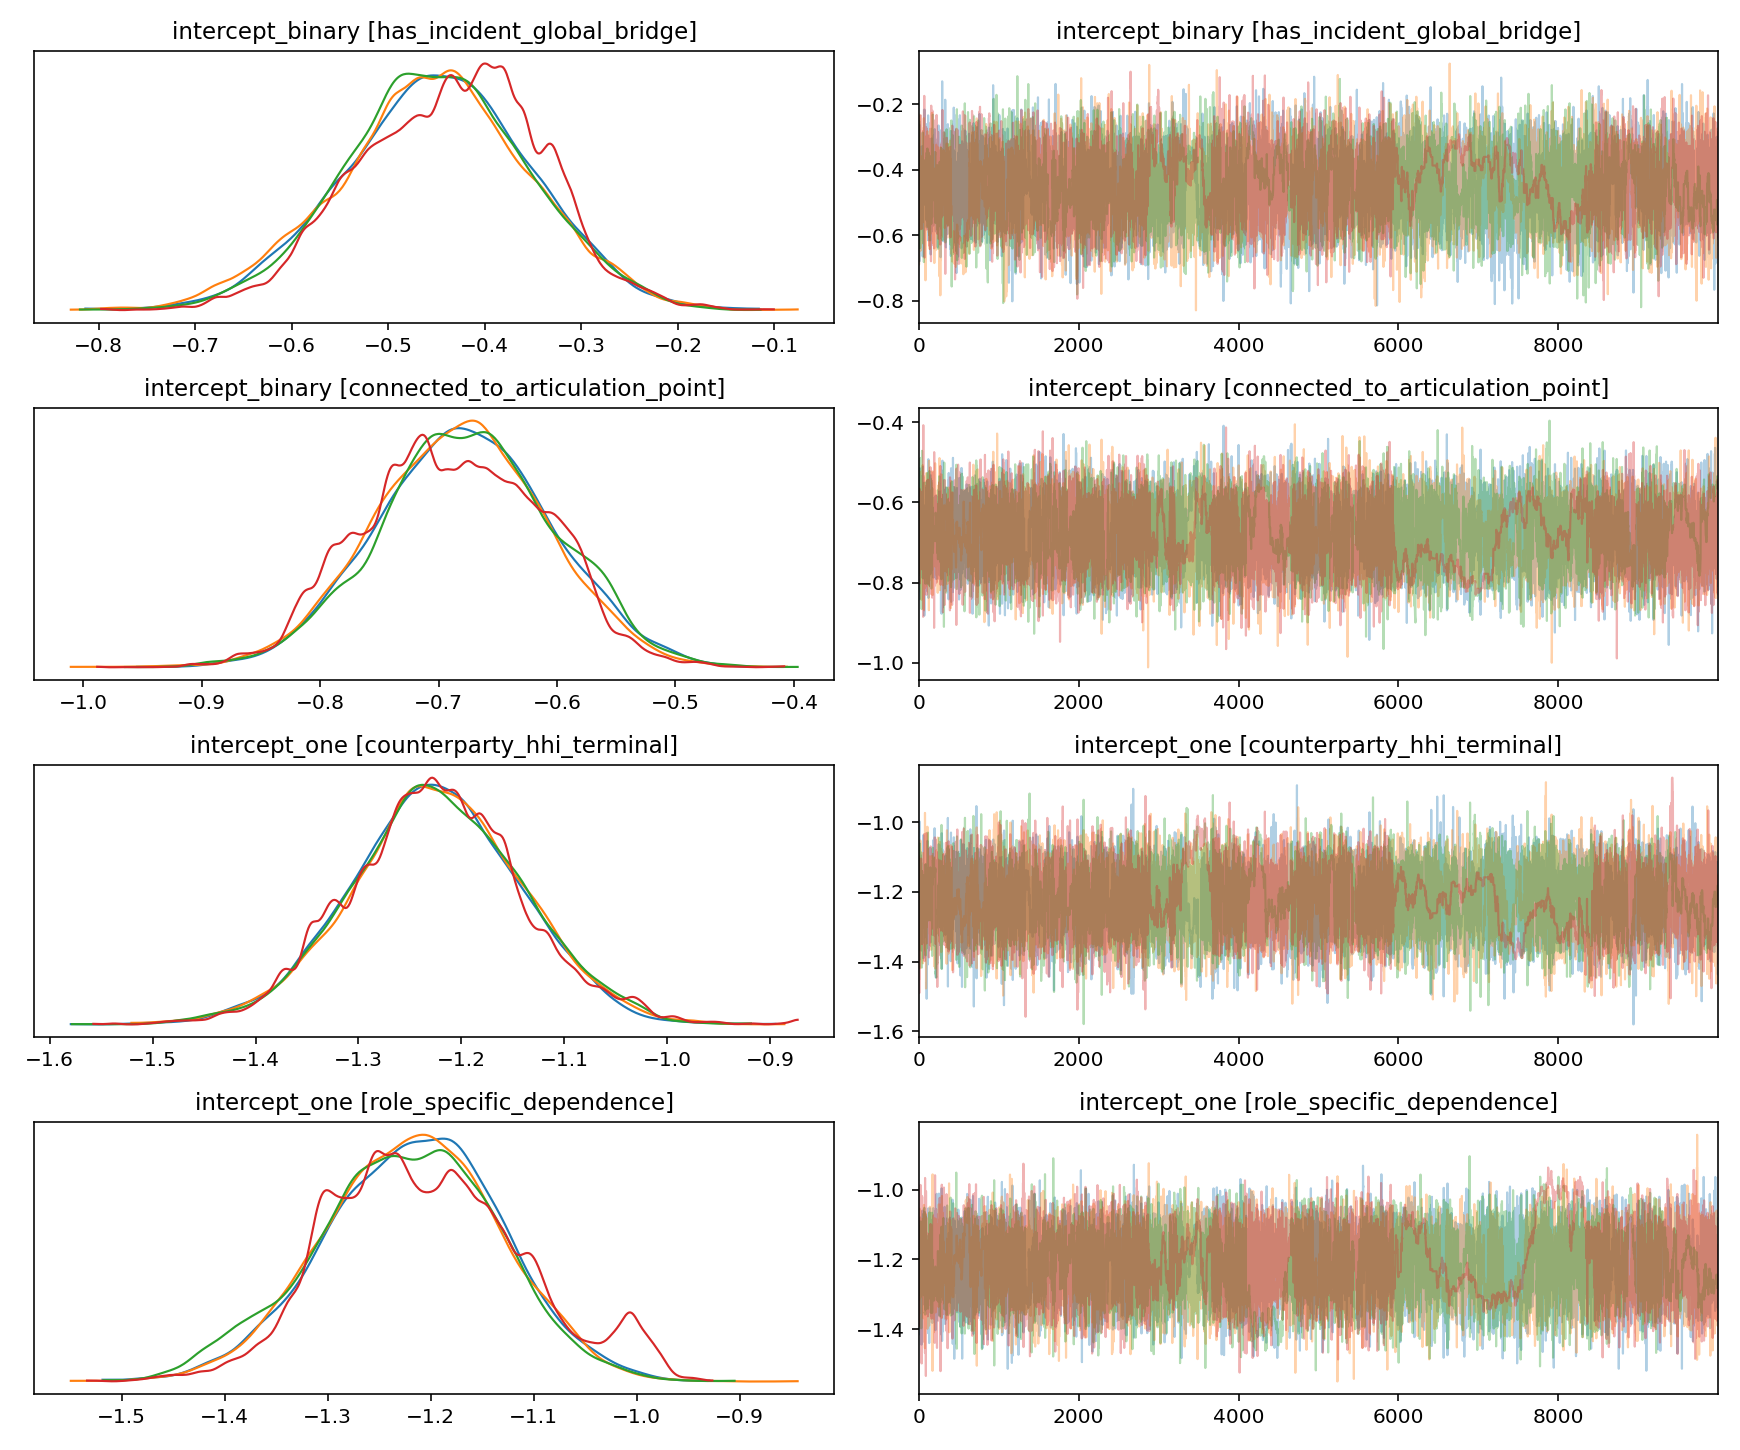 intercept_binary [has_incident_global_bridge]
−0.8 −0.7 −0.6 −0.5 −0.4 −0.3 −0.2 −0.1
intercept_binary [has_incident_global_bridge]
−0.2
−0.4
−0.6
−0.8
0 2000 4000 6000 8000
intercept_binary [connected_to_articulation_point]
−1.0 −0.9 −0.8 −0.7 −0.6 −0.5 −0.4
intercept_binary [connected_to_articulation_point]
−0.4
−0.6
−0.8
−1.0
0 2000 4000 6000 8000
intercept_one [counterparty_hhi_terminal]
−1.6 −1.5 −1.4 −1.3 −1.2 −1.1 −1.0 −0.9
intercept_one [counterparty_hhi_terminal]
−1.0
−1.2
−1.4
−1.6
0 2000 4000 6000 8000
intercept_one [role_specific_dependence]
−1.5 −1.4 −1.3 −1.2 −1.1 −1.0 −0.9
intercept_one [role_specific_dependence]
−1.0
−1.2
−1.4
0 2000 4000 6000 8000